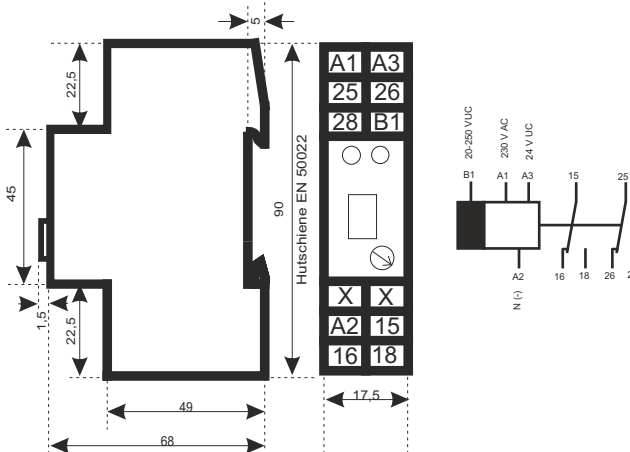 5
22,5
45
1,5
22,5
49
68
90
Hutschiene EN 50022
A1 A3
25 26
28 B1
X X
A2 15
16 18
17,5
20-250 VUC
230 V AC
24 V UC
B1 A1 A3 15 25
A2 16 18 26
N (-)